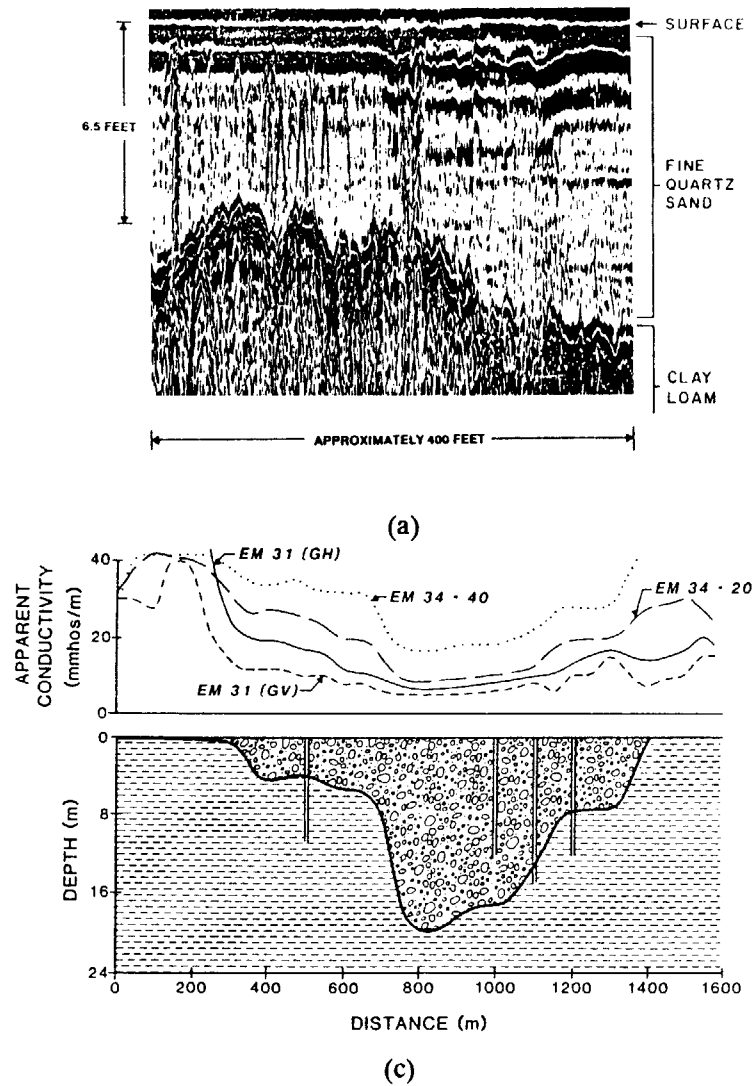 SURFACE
6.5 FEET
FINE
QUARTZ
SAND
CLAY
LOAM
APPROXIMATELY 400 FEET
(a)
APPARENT
CONDUCTIVITY
(mmhos/m)
40
20
0
EM 31 (GH)
EM 34 - 40
EM 34 - 20
EM 31 (GV)
DEPTH (m)
0
8
16
24
0 200 400 600 800 1000 1200 1400 1600
DISTANCE (m)
(c)